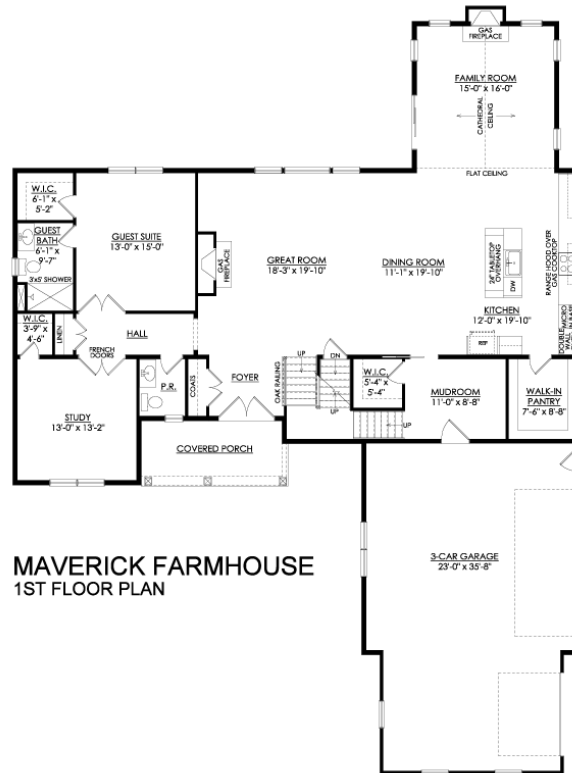 GAS
FIREPLACE
FAMILY ROOM
15'-0" x 16'-0"
CATHEDRAL
CEILING
FLAT CEILING
W.I.C.
6'-1" x
5'-2"
GUEST SUITE
13'-0" x 15'-0"
GUEST
BATH
6'-1" x
9'-7"
3'x5' SHOWER
GAS
FIREPLACE
GREAT ROOM
18'-3" x 19'-10"
DINING ROOM
11'-1" x 19'-10"
24" TABLETOP
OVERHANG
DW
RANGE HOOD OVER
GAS COOKTOP
KITCHEN
12'-0" x 19'-10"
REF
DOUBLE
WALL
MICRO
W.I.C.
3'-9" x
4'-6"
LINEN
HALL
FRENCH
DOORS
P.R.
COATS
FOYER
OAK RAILING
UP
DN
UP
W.I.C.
5'-4" x
5'-4"
UP
MUDROOM
11'-0" x 8'-8"
WALK-IN
PANTRY
7'-6" x 8'-8"
STUDY
13'-0" x 13'-2"
COVERED PORCH
3-CAR GARAGE
23'-0" x 35'-8"
MAVERICK FARMHOUSE
1ST FLOOR PLAN